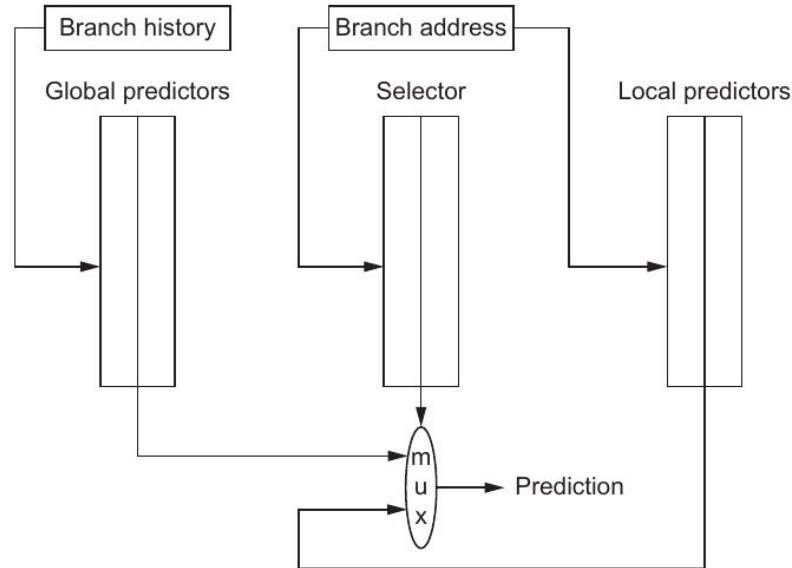 Branch history
Branch address
Global predictors
Selector
Local predictors
m
u
x
Prediction